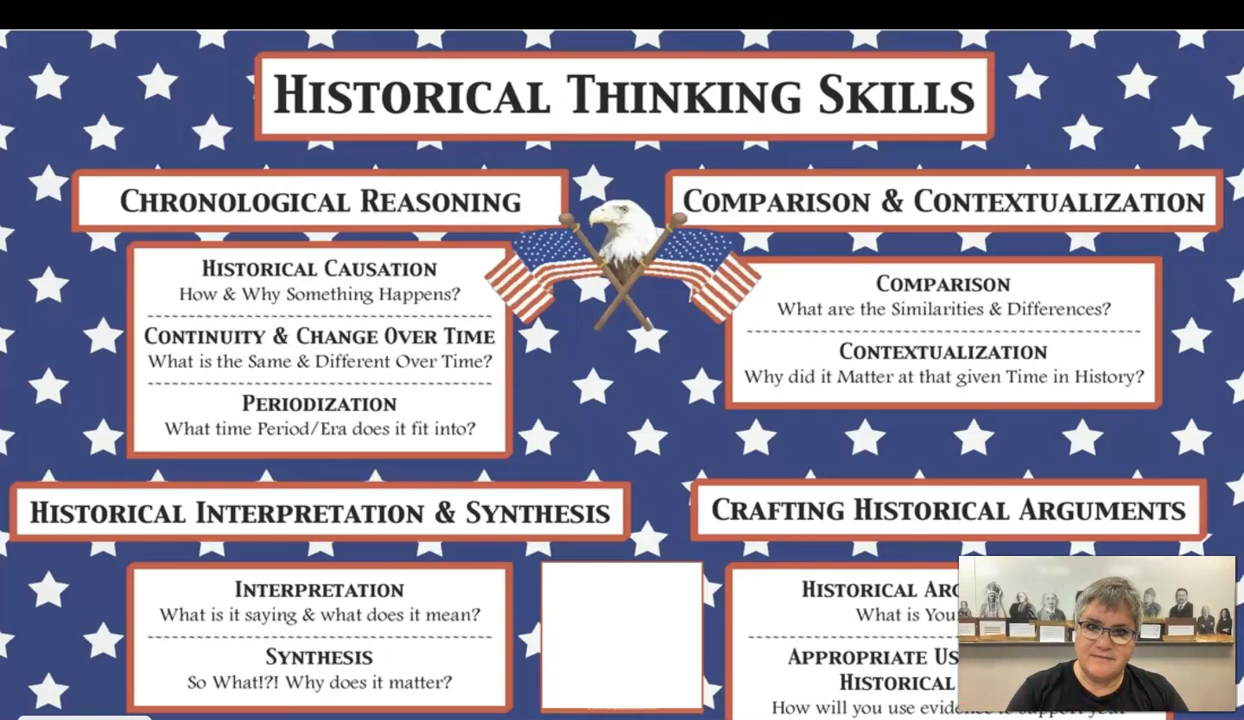 HISTORICAL THINKING SKILLS
CHRONOLOGICAL REASONING
HISTORICAL CAUSATION
How & Why Something Happens?
CONTINUITY & CHANGE OVER TIME
What is the Same & Different Over Time?
PERIODIZATION
What time Period/Era does it fit into?
COMPARISON & CONTEXTUALIZATION
COMPARISON
What are the Similarities & Differences?
CONTEXTUALIZATION
Why did it Matter at that given Time in History?
HISTORICAL INTERPRETATION & SYNTHESIS
INTERPRETATION
What is it saying & what does it mean?
SYNTHESIS
So What!?! Why does it matter?
CRAFTING HISTORICAL ARGUMENTS
HISTORICAL
What is
APPROPRIATE
HISTORICAL
How will you use evidence to support your